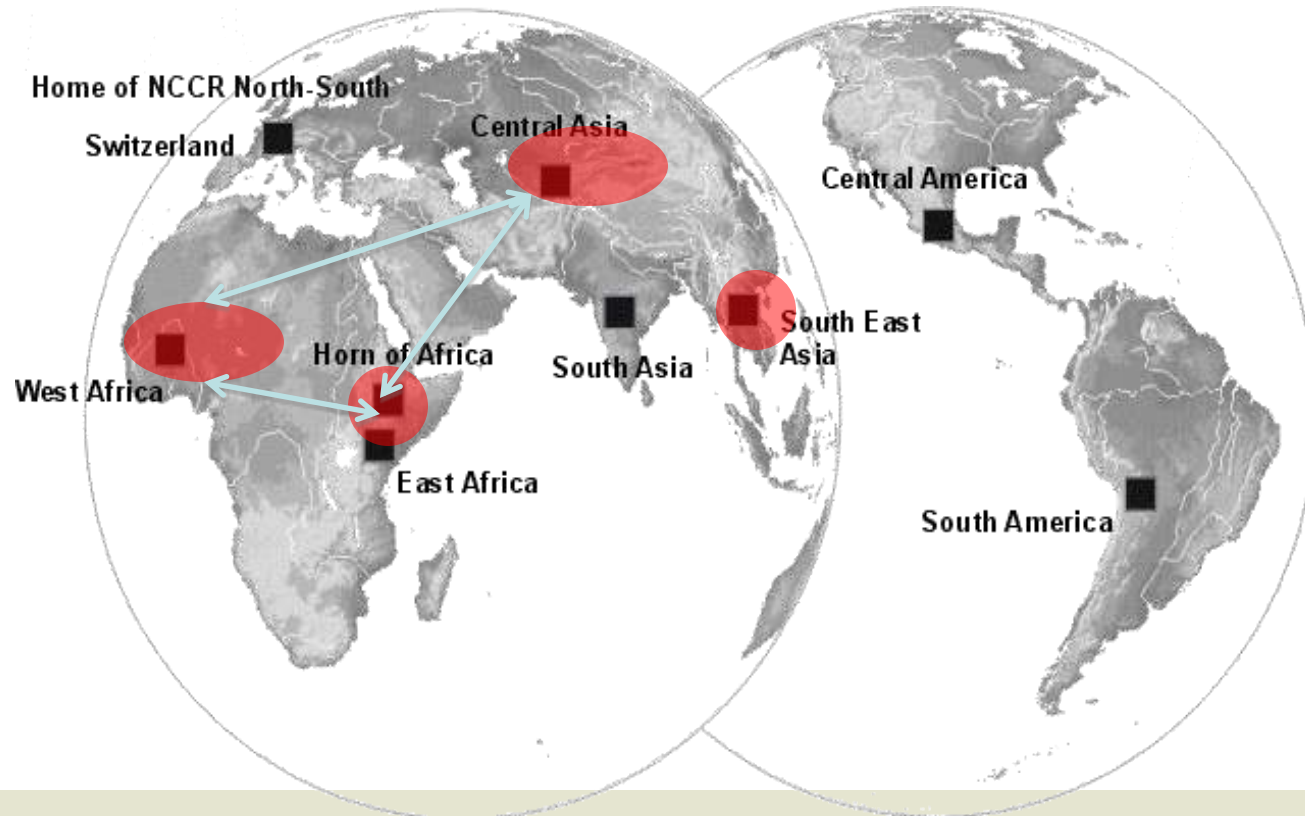 Home of NCCR North-South
Switzerland
Central Asia
Central America
Horn of Africa
West Africa
South Asia
South East
Asia
East Africa
South America